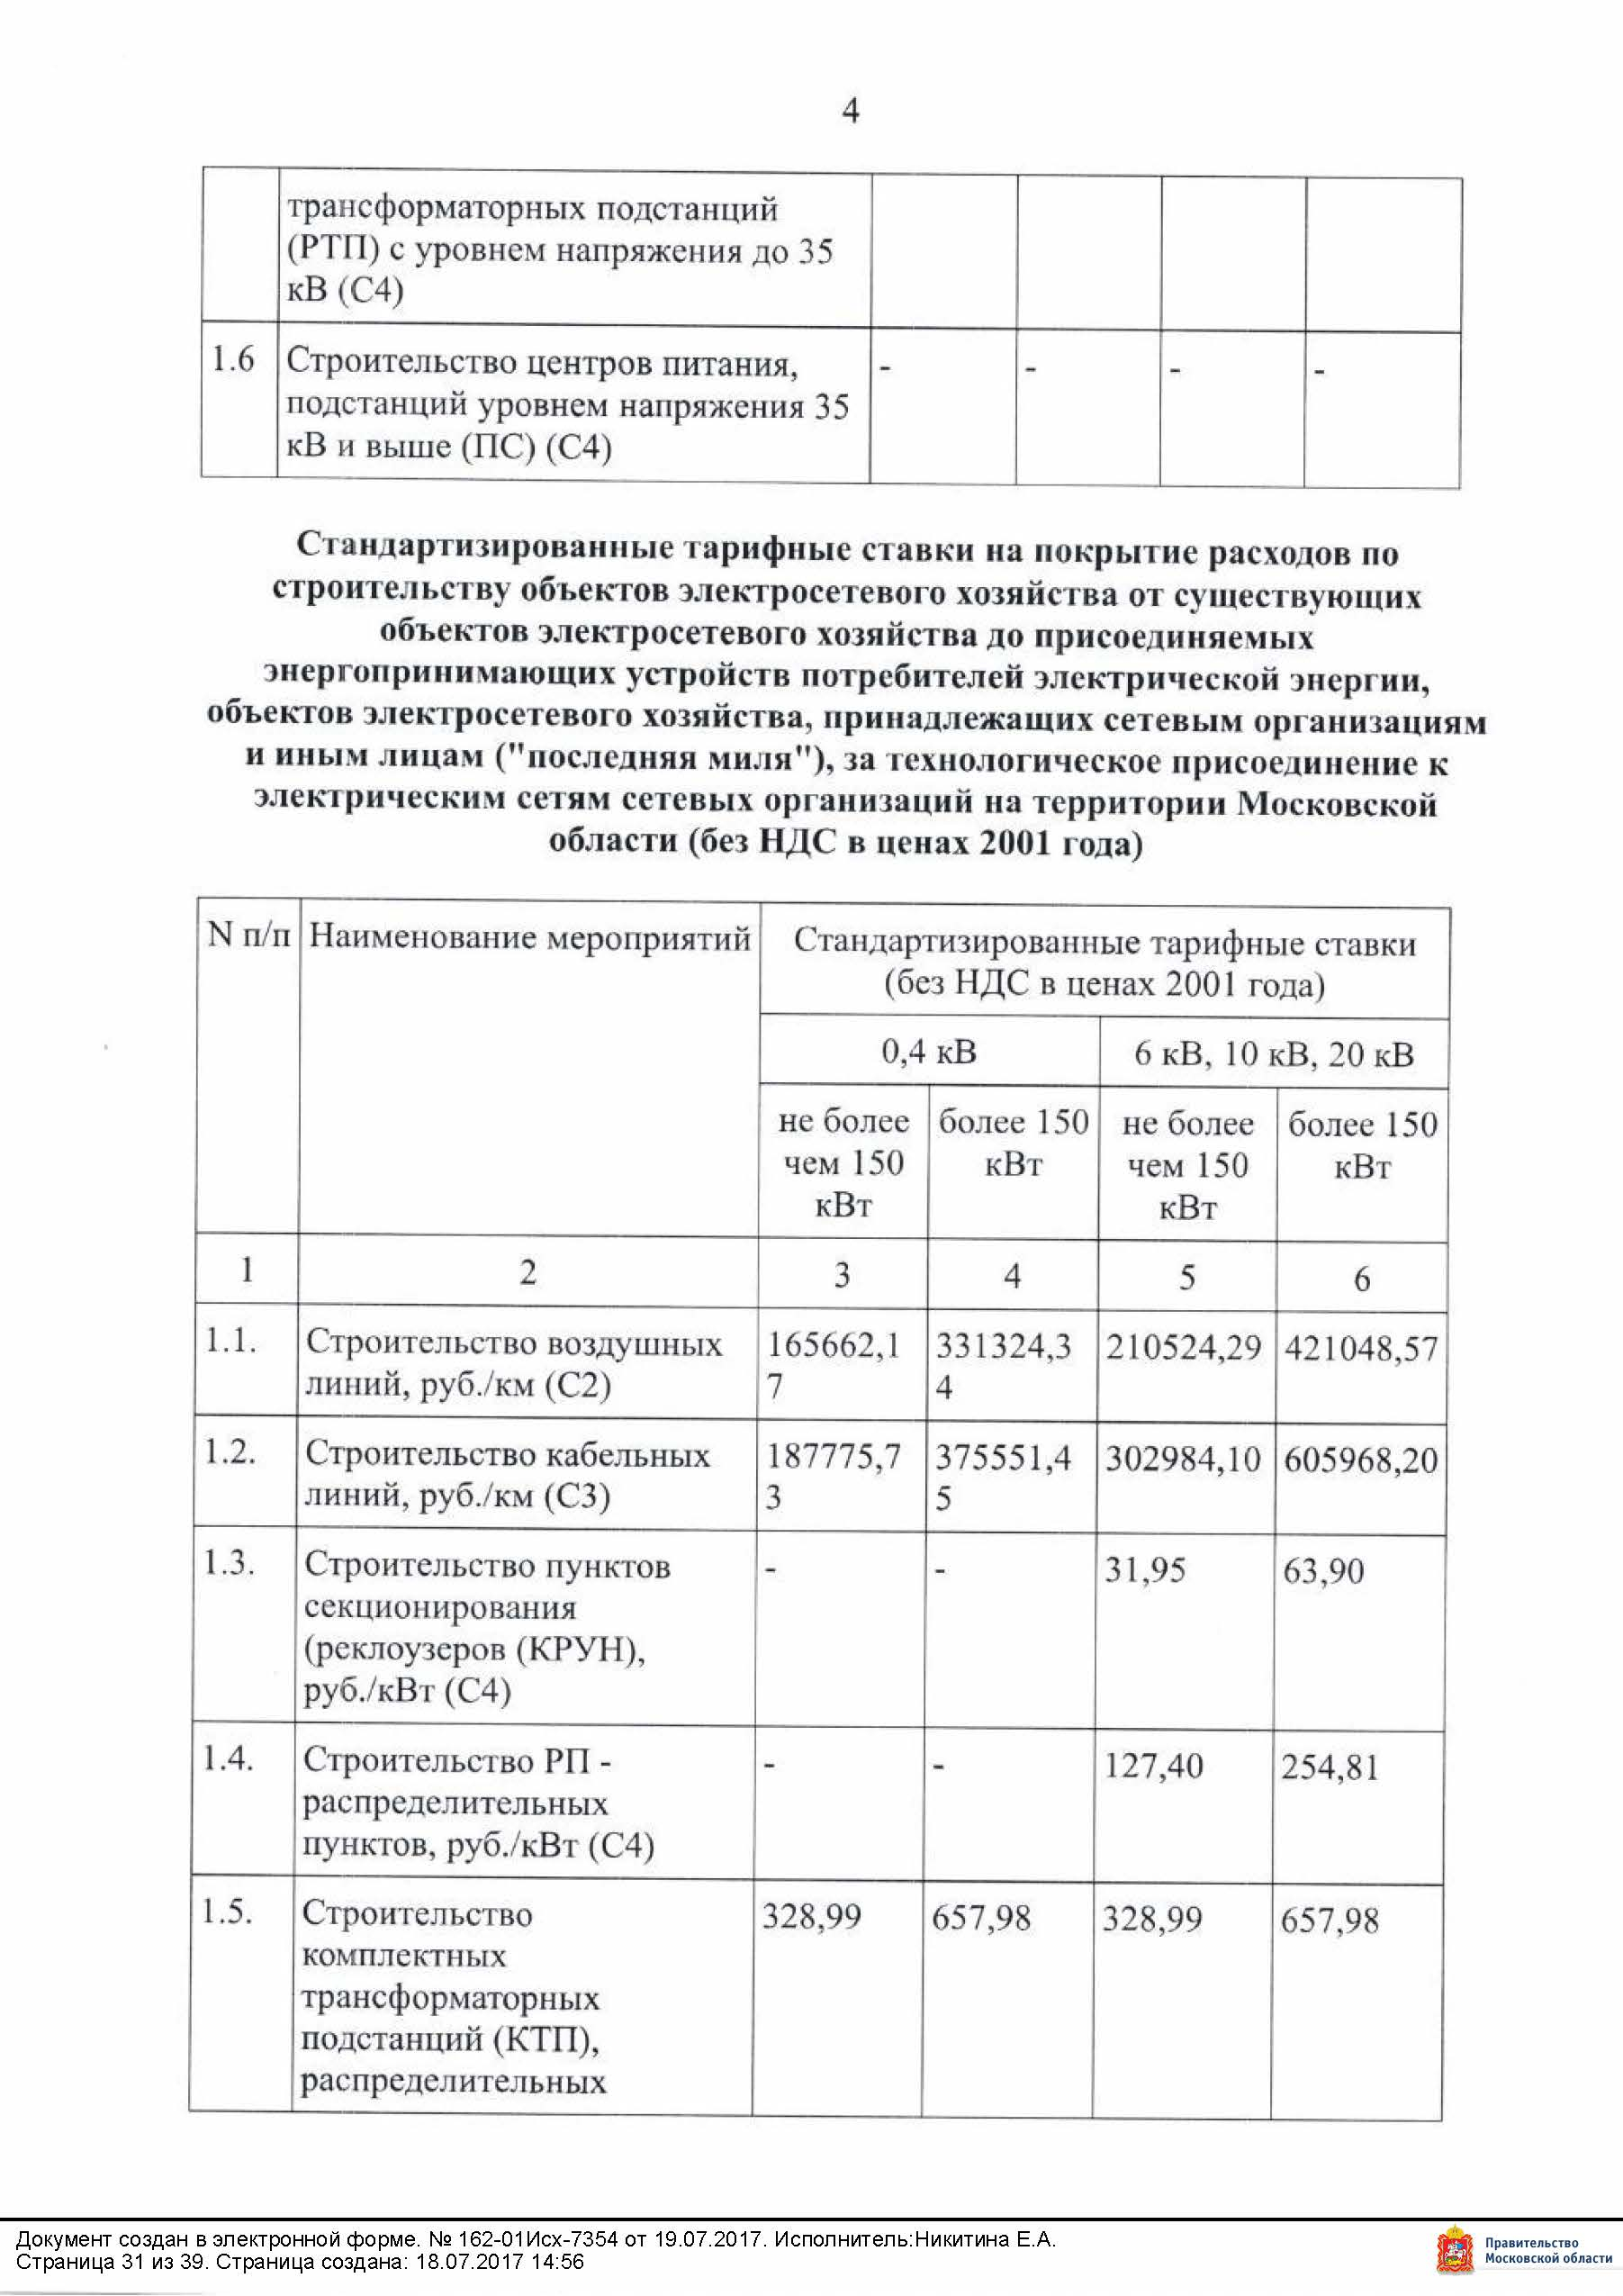 4
трансформаторных подстанций
(РТП) с уровнем напряжения до 35
кВ (С4)
1.6 Строительство центров питания, - - - -
подстанций уровнем напряжения 35
кВ и выше (ПС) (С4)
Стандартизированные тарифные ставки на покрытие расходов по
строительству объектов электросетевого хозяйства от существующих
объектов электросетевого хозяйства до присоединяемых
энергопринимающих устройств потребителей электрической энергии,
объектов электросетевого хозяйства, принадлежащих сетевым организациям
и иным лицам ("последняя миля"), за технологическое присоединение к
электрическим сетям сетевых организаций на территории Московской
области (без НДС в ценах 2001 года)
N п/п Наименование мероприятий Стандартизированные тарифные ставки
(без НДС в ценах 2001 года)
0,4 кВ 6 кВ, 10 кВ, 20 кВ
не более более 150 не более более 150
чем 150 кВт чем 150 кВт
кВт кВт
1 2 3 4 5 6
1.1. Строительство воздушных 165662,1 331324,3 210524,29 421048,57
линий, руб./км (С2) 7 4
1.2. Строительство кабельных 187775,7 375551,4 302984,10 605968,20
линий, руб./км (С3) 3 5
1.3. Строительство пунктов - - 31,95 63,90
секционирования
(реклоузеров (КРУН),
руб./кВт (С4)
1.4. Строительство РП - - - 127,40 254,81
распределительных
пунктов, руб./кВт (С4)
1.5. Строительство 328,99 657,98 328,99 657,98
комплектных
трансформаторных
подстанций (КТП),
распределительных
Документ создан в электронной форме. № 162-01Исх-7354 от 19.07.2017. Исполнитель:Никитина Е.А.
Страница 31 из 39. Страница создана: 18.07.2017 14:56
Правительство
Московской области